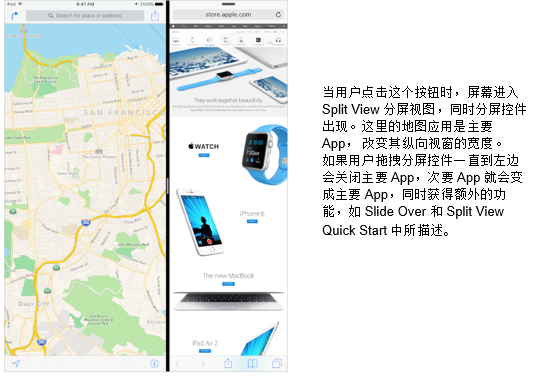 iPad
9:41 AM
100%
Search for place or address
store.apple.com
They work together beautifully.
SAN FRANCISCO
DALY CITY
WATCH
iPhone 6
The new MacBook
iPad Air 2
当用户点击这个按钮时，屏幕进入
Split View 分屏视图，同时分屏控件
出现。这里的地图应用是主要
App， 改变其纵向视窗的宽度。
如果用户拖拽分屏控件一直到左边
会关闭主要 App，次要 App 就会变
成主要 App，同时获得额外的功
能，如 Slide Over 和 Split View
Quick Start 中所描述。